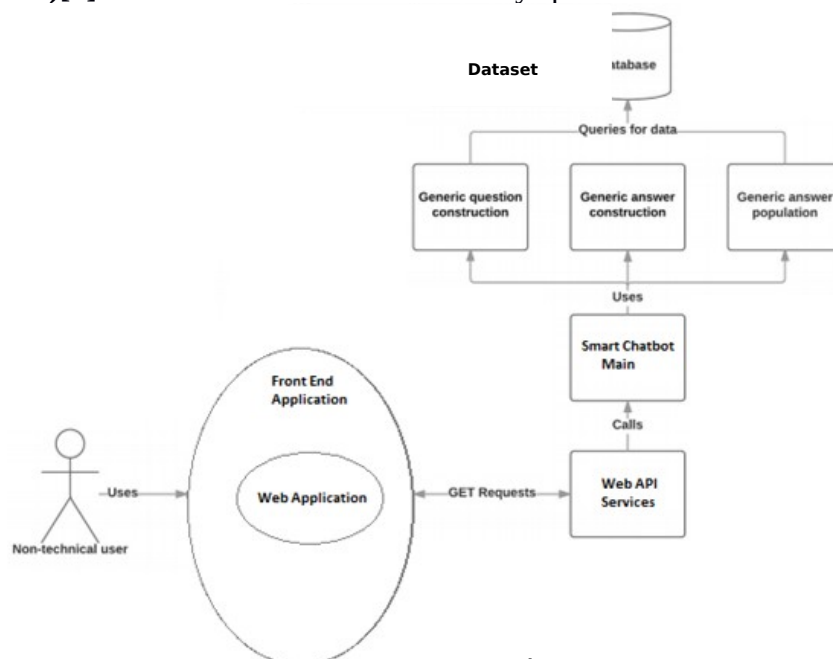 Dataset
atabase
Queries for data
Generic question
construction
Generic answer
construction
Generic answer
population
Uses
Smart Chatbot
Main
Calls
Front End
Application
Web Application
Uses
GET Requests
Web API
Services
Non-technical user